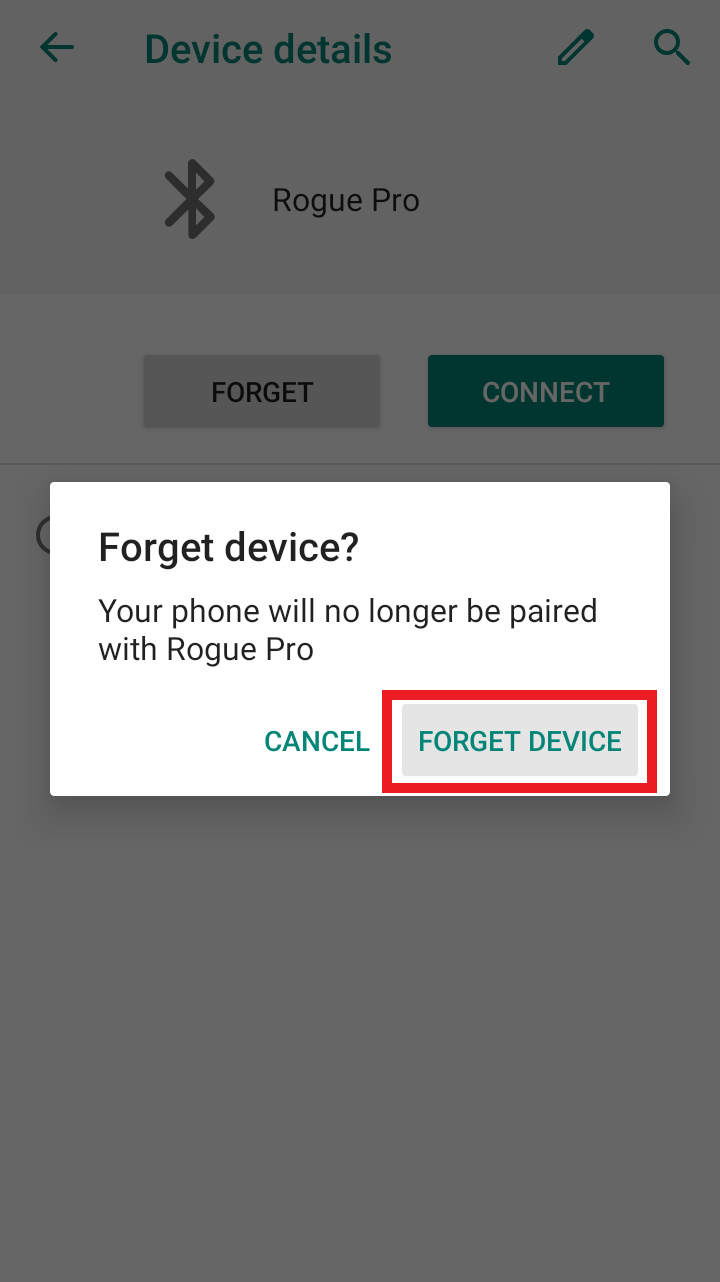 Device details
Rogue Pro
FORGET
CONNECT
Forget device?
Your phone will no longer be paired
with Rogue Pro
CANCEL
FORGET DEVICE